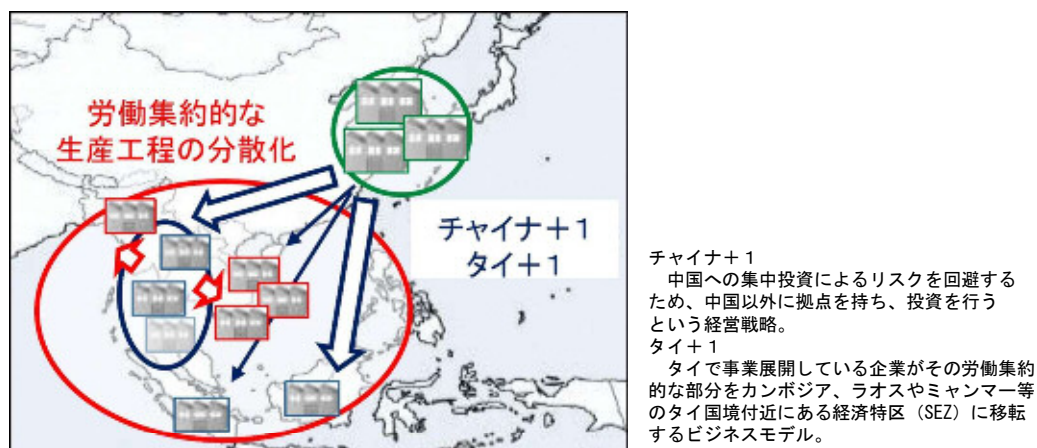 労働集約的な
生産工程の分散化
チャイナ＋１
タイ＋１
チャイナ＋１
　中国への集中投資によるリスクを回避する
ため、中国以外に拠点を持ち、投資を行う
という経営戦略。
タイ＋１
　タイで事業展開している企業がその労働集約
的な部分をカンボジア、ラオスやミャンマー等
のタイ国境付近にある経済特区（SEZ）に移転
するビジネスモデル。